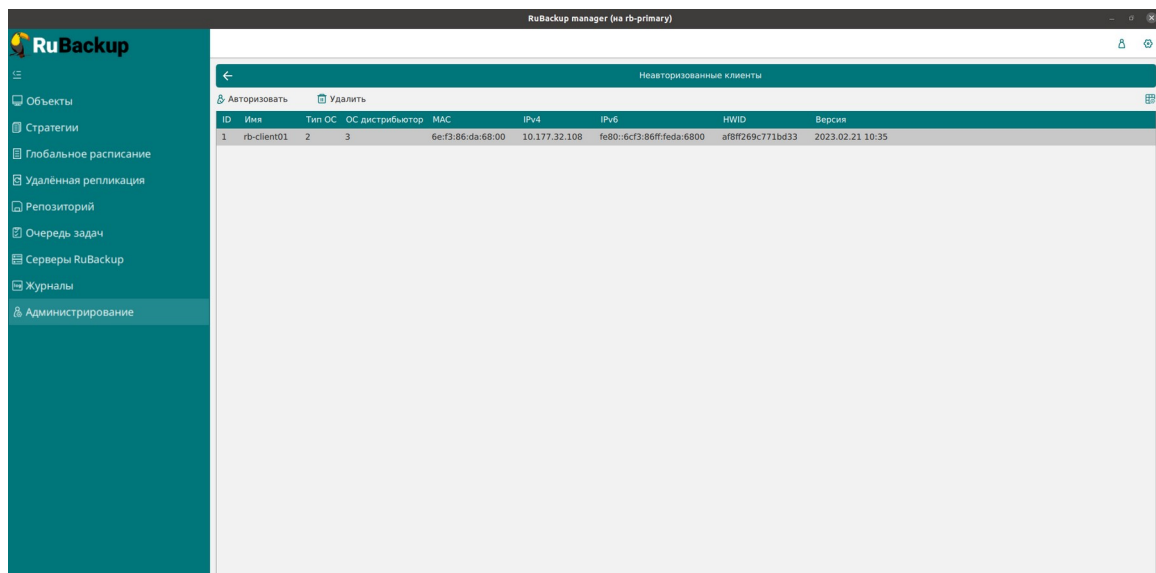 RuBackup manager (на rb-primary)
RuBackup
Неавторизованные клиенты
Объекты
Стратегии
Глобальное расписание
Удалённая репликация
Репозиторий
Очередь задач
Серверы RuBackup
Журналы
Администрирование
Авторизовать Удалить
ID Имя Тип ОС ОС дистрибьютор MAC IPv4 IPv6 HWID Версия
1 rb-client01 2 3 6e:f3:86:da:68:00 10.177.32.108 fe80::6cf3:86ff:feda:6800 af8ff269c771bd33 2023.02.21 10:35